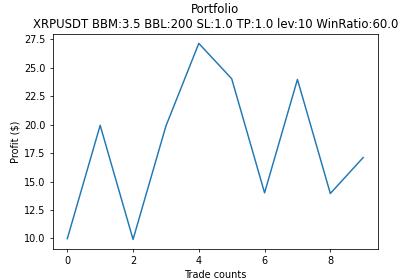 Portfolio
XRPUSDT BBM:3.5 BBL:200 SL:1.0 TP:1.0 lev:10 WinRatio:60.0
27.5
25.0
22.5
20.0
17.5
15.0
12.5
10.0
Profit ($)
0 2 4 6 8
Trade counts